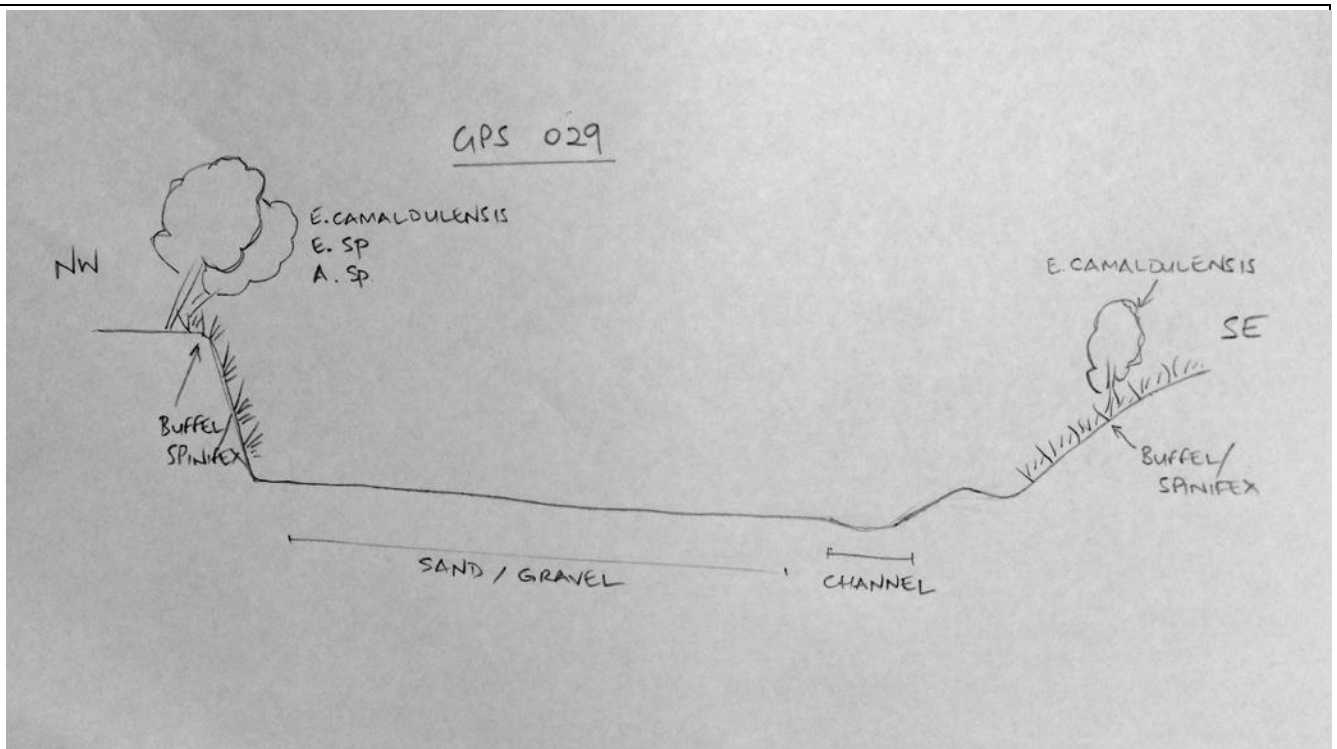 GPS 029
NW
E. CAMALDULENSIS
E. SP
A. SP
BUFFEL/
SPINIFEX
E. CAMALDULENSIS
SE
BUFFEL/
SPINIFEX
SAND / GRAVEL
CHANNEL